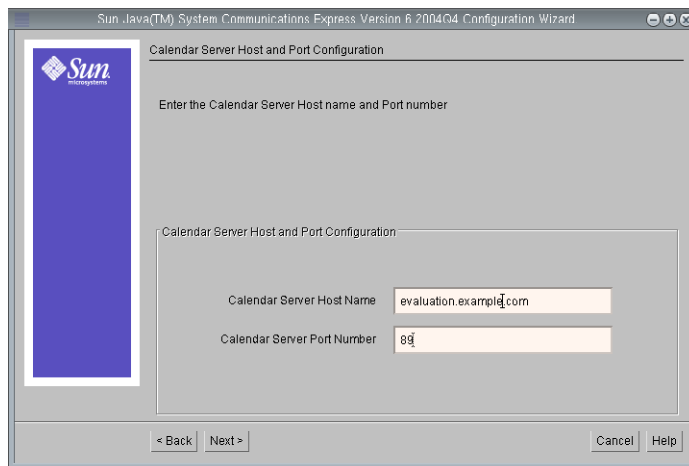 Sun Java(TM) System Communications Express Version 6 2004Q4 Configuration Wizard
Sun
microsystems
Calendar Server Host and Port Configuration
Enter the Calendar Server Host name and Port number
Calendar Server Host and Port Configuration
Calendar Server Host Name evaluation.example.com
Calendar Server Port Number 89
< Back Next > Cancel Help